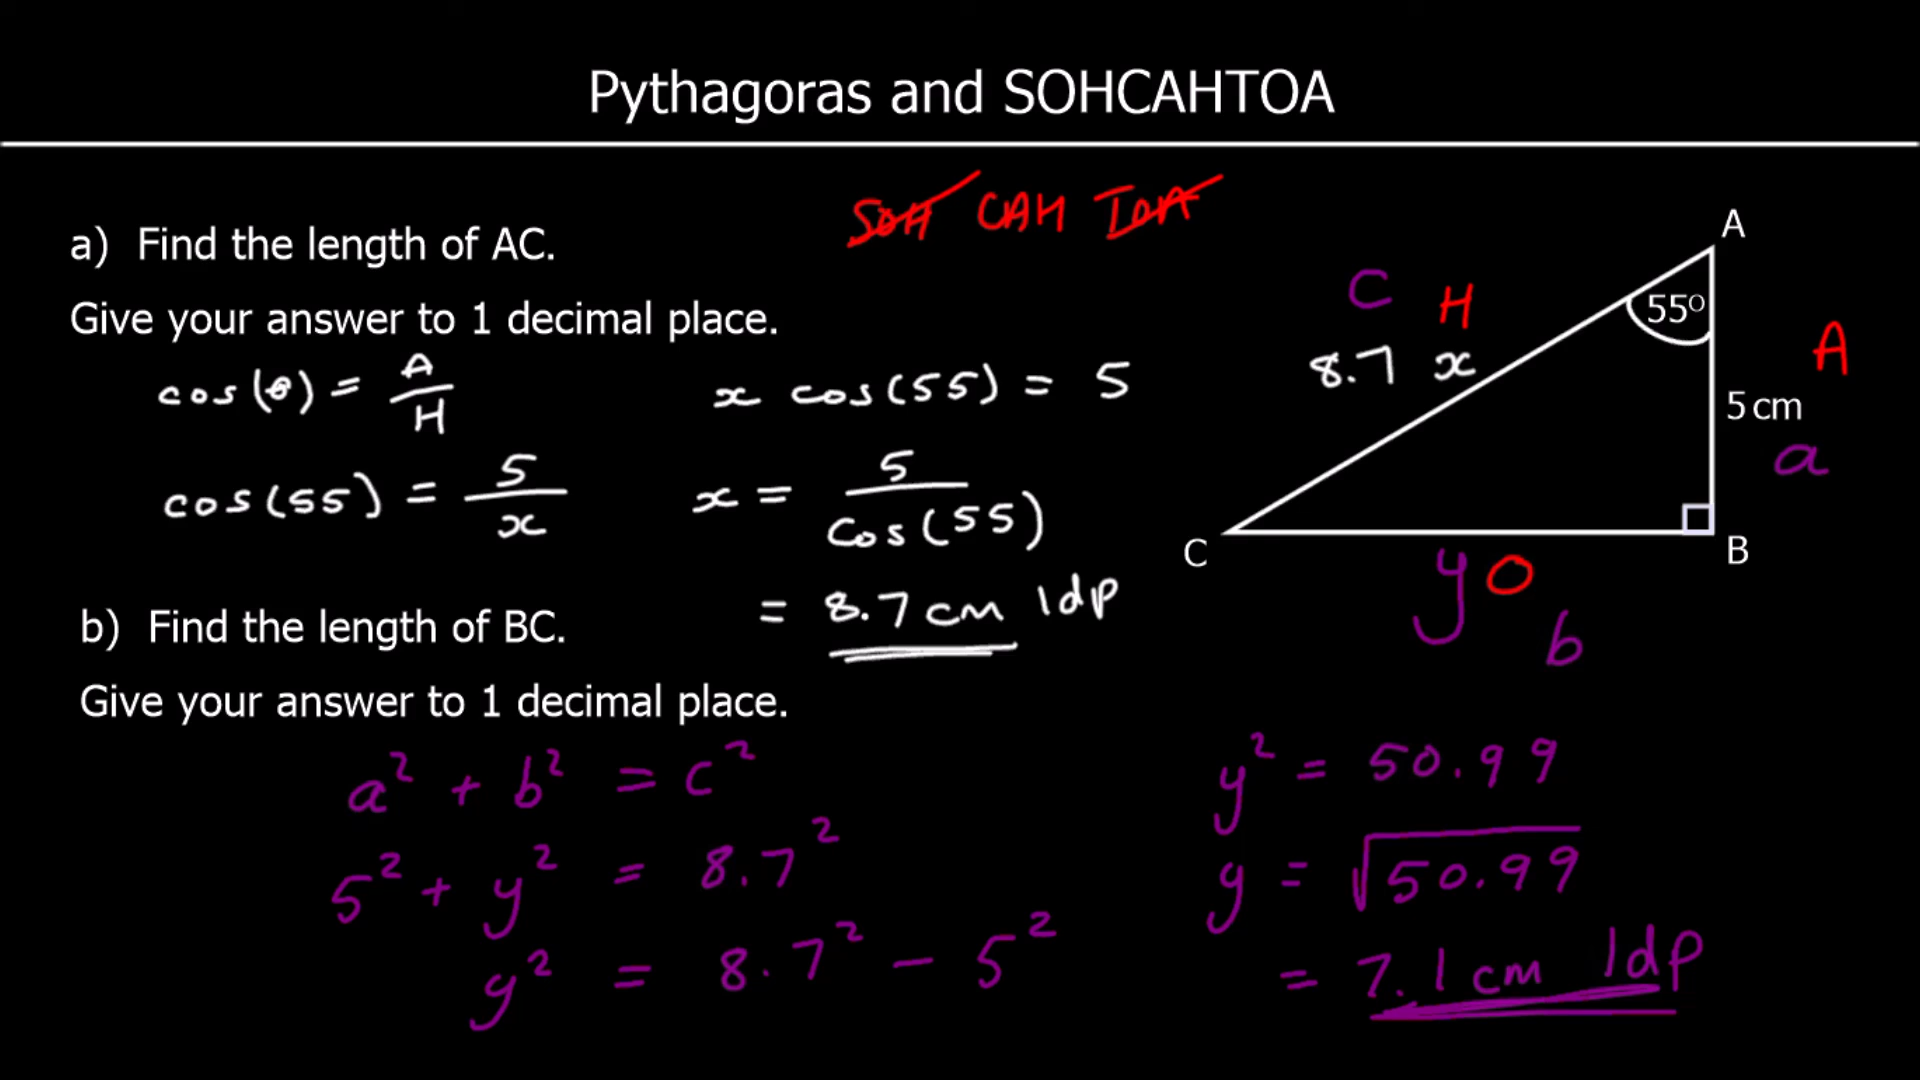 Pythagoras and SOHCAHTOA
SOH CAH TOA
a) Find the length of AC.
Give your answer to 1 decimal place.
cos(θ) = A/H
cos(55) = 5/x
x cos(55) = 5
x = 5/cos(55)
= 8.7 cm 1dp
A
55º
C H
8.7 x
A
5 cm
a
C
B
y O
b
b) Find the length of BC.
Give your answer to 1 decimal place.
a² + b² = c²
5² + y² = 8.7²
y² = 8.7² - 5²
y² = 50.99
y = √50.99
= 7.1 cm 1dp